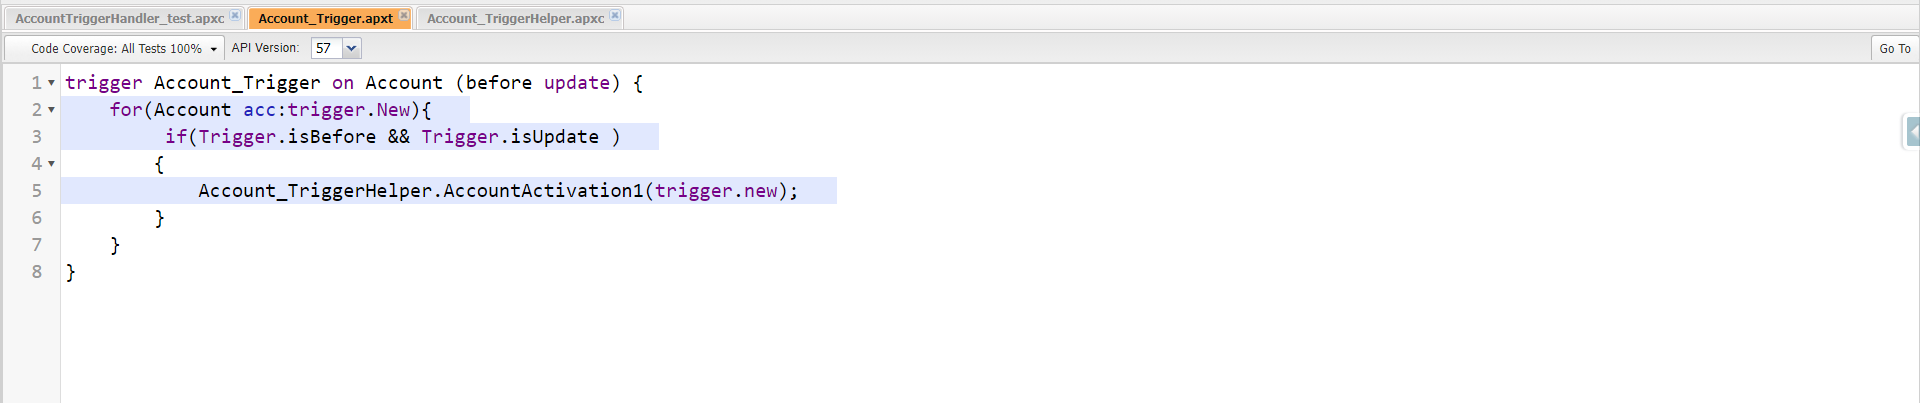 AccountTriggerHandler_test.apxc Account_Trigger.apxt Account_TriggerHelper.apxc
Code Coverage: All Tests 100% API Version: 57 Go To
1 trigger Account_Trigger on Account (before update) {
2 for(Account acc:trigger.New){
3 if(Trigger.isBefore && Trigger.isUpdate )
4 {
5 Account_TriggerHelper.AccountActivation1(trigger.new);
6 }
7 }
8 }